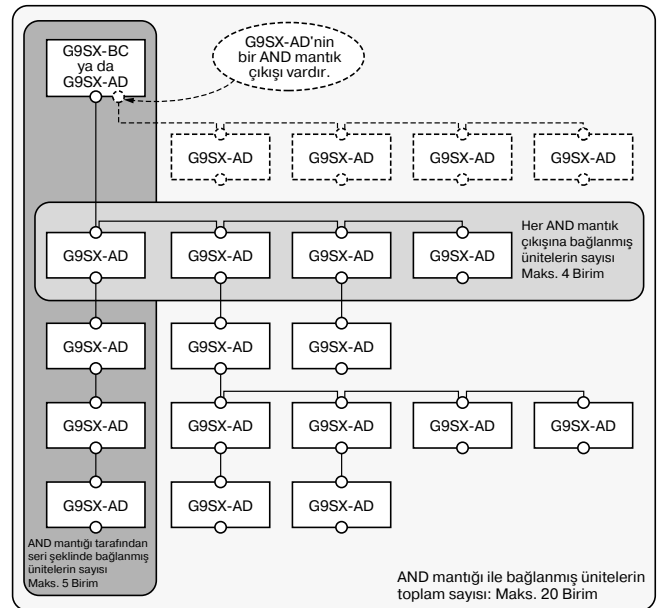 G9SX-BC
ya da
G9SX-AD
G9SX-AD'nin
bir AND mantık
çıkışı vardır.
G9SX-AD
G9SX-AD
G9SX-AD
G9SX-AD
G9SX-AD
G9SX-AD
G9SX-AD
G9SX-AD
Her AND mantık
çıkışına bağlanmış
ünitelerin sayısı
Maks. 4 Birim
G9SX-AD
G9SX-AD
G9SX-AD
G9SX-AD
G9SX-AD
G9SX-AD
G9SX-AD
G9SX-AD
G9SX-AD
G9SX-AD
G9SX-AD
AND mantığı tarafından
seri şeklinde bağlanmış
ünitelerin sayısı
Maks. 5 Birim
AND mantığı ile bağlanmış ünitelerin
toplam sayısı: Maks. 20 Birim